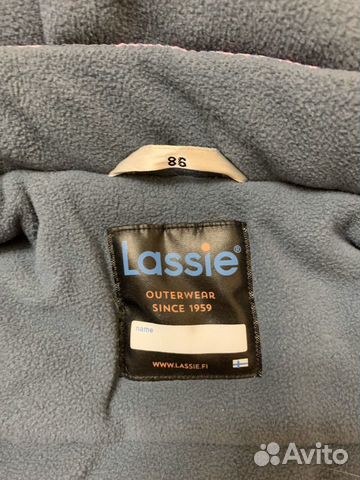 86
Lassie®
OUTERWEAR
SINCE 1959
name
WWW.LASSIE.FI
Avito